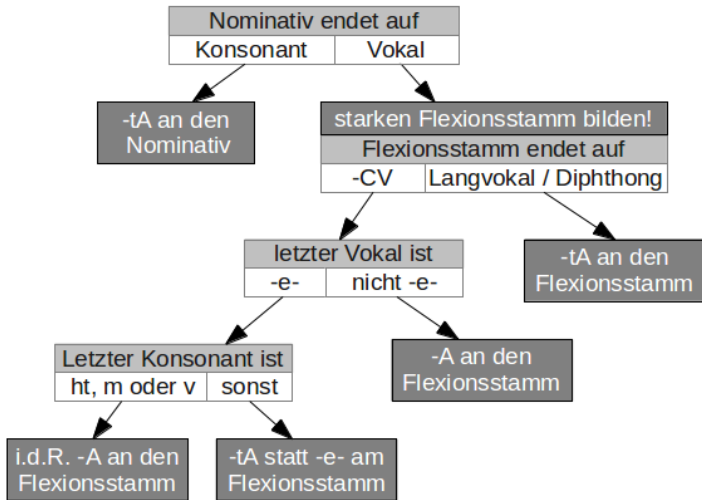 Nominativ endet auf
Konsonant Vokal
-tA an den
Nominativ
starken Flexionsstamm bilden!
Flexionsstamm endet auf
-CV Langvokal / Diphthong
letzter Vokal ist
-e- nicht -e-
-tA an den
Flexionsstamm
Letzter Konsonant ist
ht, m oder v sonst
-A an den
Flexionsstamm
i.d.R. -A an den
Flexionsstamm
-tA statt -e- am
Flexionsstamm